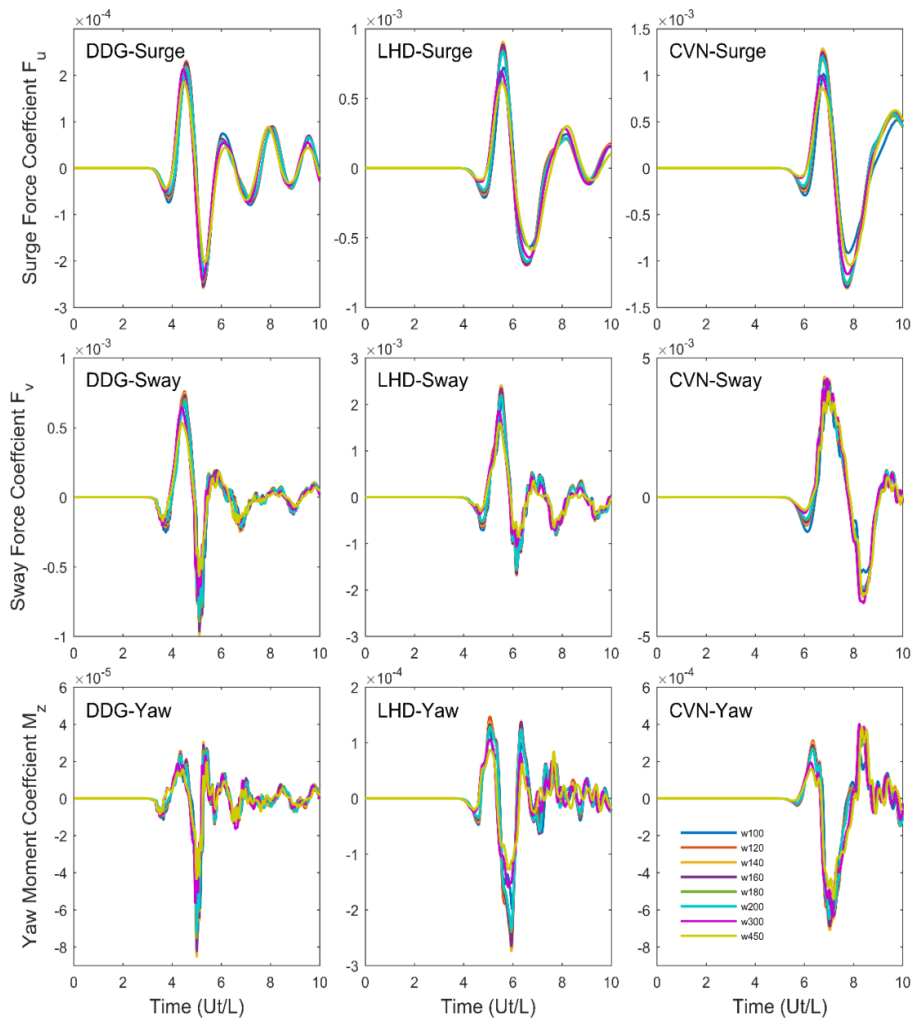 ×10⁻⁴ ×10⁻³ ×10⁻³
DDG-Surge LHD-Surge CVN-Surge
Surge Force Coeffcient F_u
2 1 0 -1 -2 -3
1 0.5 0 -0.5 -1
1.5 1 0.5 0 -0.5 -1 -1.5
0 2 4 6 8 10 0 2 4 6 8 10 0 2 4 6 8 10
×10⁻³ ×10⁻³ ×10⁻³
DDG-Sway LHD-Sway CVN-Sway
Sway Force Coeffcient F_v
1 0.5 0 -0.5 -1
3 2 1 0 -1 -2 -3
5 0 -5
0 2 4 6 8 10 0 2 4 6 8 10 0 2 4 6 8 10
×10⁻⁵ ×10⁻⁴ ×10⁻⁴
DDG-Yaw LHD-Yaw CVN-Yaw
Yaw Moment Coeffcient M_z
6 4 2 0 -2 -4 -6 -8
2 1 0 -1 -2 -3
6 4 2 0 -2 -4 -6 -8
w100
w120
w140
w160
w180
w200
w300
w450
0 2 4 6 8 10 0 2 4 6 8 10 0 2 4 6 8 10
Time (Ut/L) Time (Ut/L) Time (Ut/L)